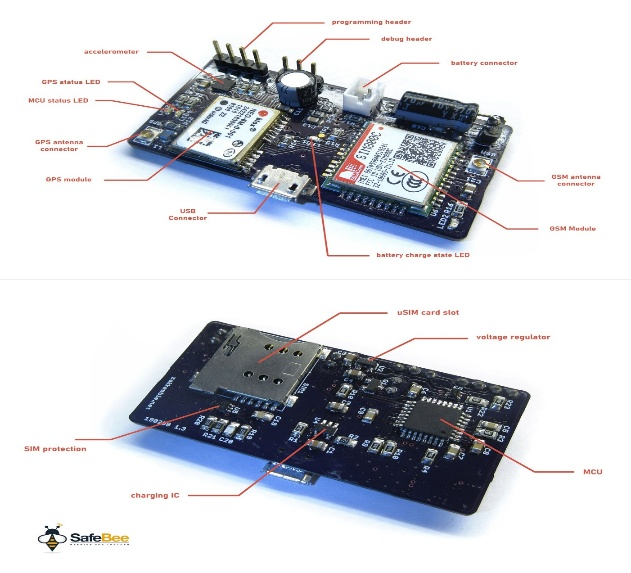 programming header
debug header
accelerometer
battery connector
GPS status LED
MCU status LED
GPS antenna
connector
GPS module
USB
Connector
GSM antenna
connector
GSM Module
battery charge state LED
SIM800C
CE
uSIM card slot
voltage regulator
SIM protection
charging IC
MCU
SafeBee